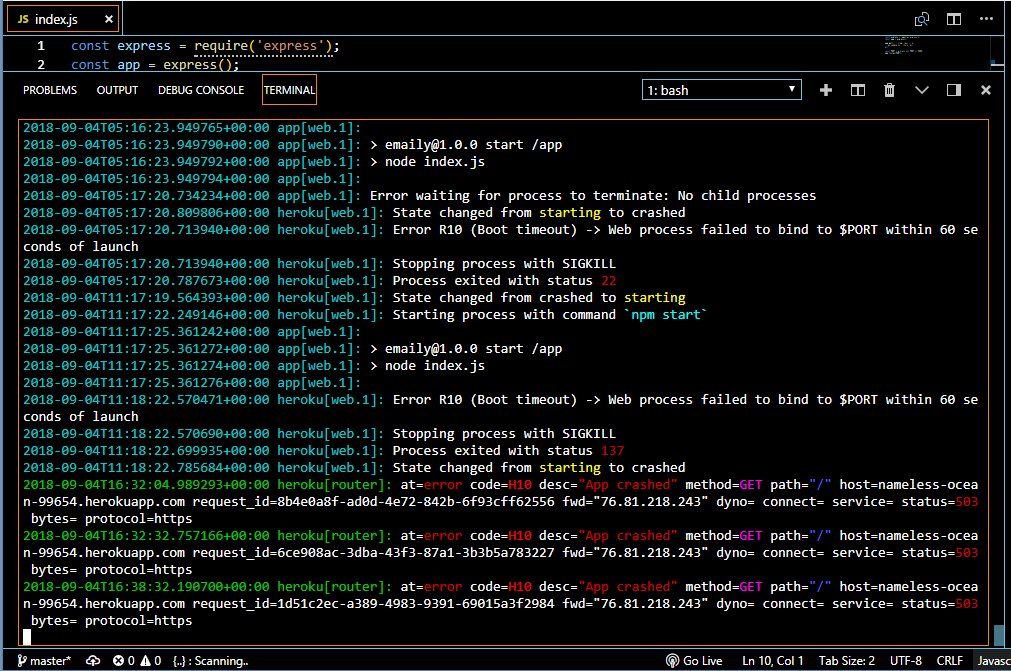 JS index.js ×
1 const express = require('express');
2 const app = express();
PROBLEMS OUTPUT DEBUG CONSOLE TERMINAL 1: bash
2018-09-04T05:16:23.949765+00:00 app[web.1]:
2018-09-04T05:16:23.949790+00:00 app[web.1]: > emaily@1.0.0 start /app
2018-09-04T05:16:23.949792+00:00 app[web.1]: > node index.js
2018-09-04T05:16:23.949794+00:00 app[web.1]:
2018-09-04T05:17:20.734234+00:00 app[web.1]: Error waiting for process to terminate: No child processes
2018-09-04T05:17:20.809806+00:00 heroku[web.1]: State changed from starting to crashed
2018-09-04T05:17:20.713940+00:00 heroku[web.1]: Error R10 (Boot timeout) -> Web process failed to bind to $PORT within 60 se
conds of launch
2018-09-04T05:17:20.713940+00:00 heroku[web.1]: Stopping process with SIGKILL
2018-09-04T05:17:20.787673+00:00 heroku[web.1]: Process exited with status 22
2018-09-04T11:17:19.564393+00:00 heroku[web.1]: State changed from crashed to starting
2018-09-04T11:17:22.249146+00:00 heroku[web.1]: Starting process with command `npm start`
2018-09-04T11:17:25.361242+00:00 app[web.1]:
2018-09-04T11:17:25.361272+00:00 app[web.1]: > emaily@1.0.0 start /app
2018-09-04T11:17:25.361274+00:00 app[web.1]: > node index.js
2018-09-04T11:17:25.361276+00:00 app[web.1]:
2018-09-04T11:18:22.570471+00:00 heroku[web.1]: Error R10 (Boot timeout) -> Web process failed to bind to $PORT within 60 se
conds of launch
2018-09-04T11:18:22.570690+00:00 heroku[web.1]: Stopping process with SIGKILL
2018-09-04T11:18:22.699935+00:00 heroku[web.1]: Process exited with status 137
2018-09-04T11:18:22.785684+00:00 heroku[web.1]: State changed from starting to crashed
2018-09-04T16:32:04.989293+00:00 heroku[router]: at=error code=H10 desc="App crashed" method=GET path="/" host=nameless-ocea
n-99654.herokuapp.com request_id=8b4e0a8f-ad0d-4e72-842b-6f93cff62556 fwd="76.81.218.243" dyno= connect= service= status=503
bytes= protocol=https
2018-09-04T16:32:32.757166+00:00 heroku[router]: at=error code=H10 desc="App crashed" method=GET path="/" host=nameless-ocea
n-99654.herokuapp.com request_id=6ce908ac-3dba-43f3-87a1-3b3b5a783227 fwd="76.81.218.243" dyno= connect= service= status=503
bytes= protocol=https
2018-09-04T16:38:32.190700+00:00 heroku[router]: at=error code=H10 desc="App crashed" method=GET path="/" host=nameless-ocea
n-99654.herokuapp.com request_id=1d51c2ec-a389-4983-9391-69015a3f2984 fwd="76.81.218.243" dyno= connect= service= status=503
bytes= protocol=https
master* 0 0 {..} : Scanning.. Go Live Ln 10, Col 1 Tab Size: 2 UTF-8 CRLF Javasc